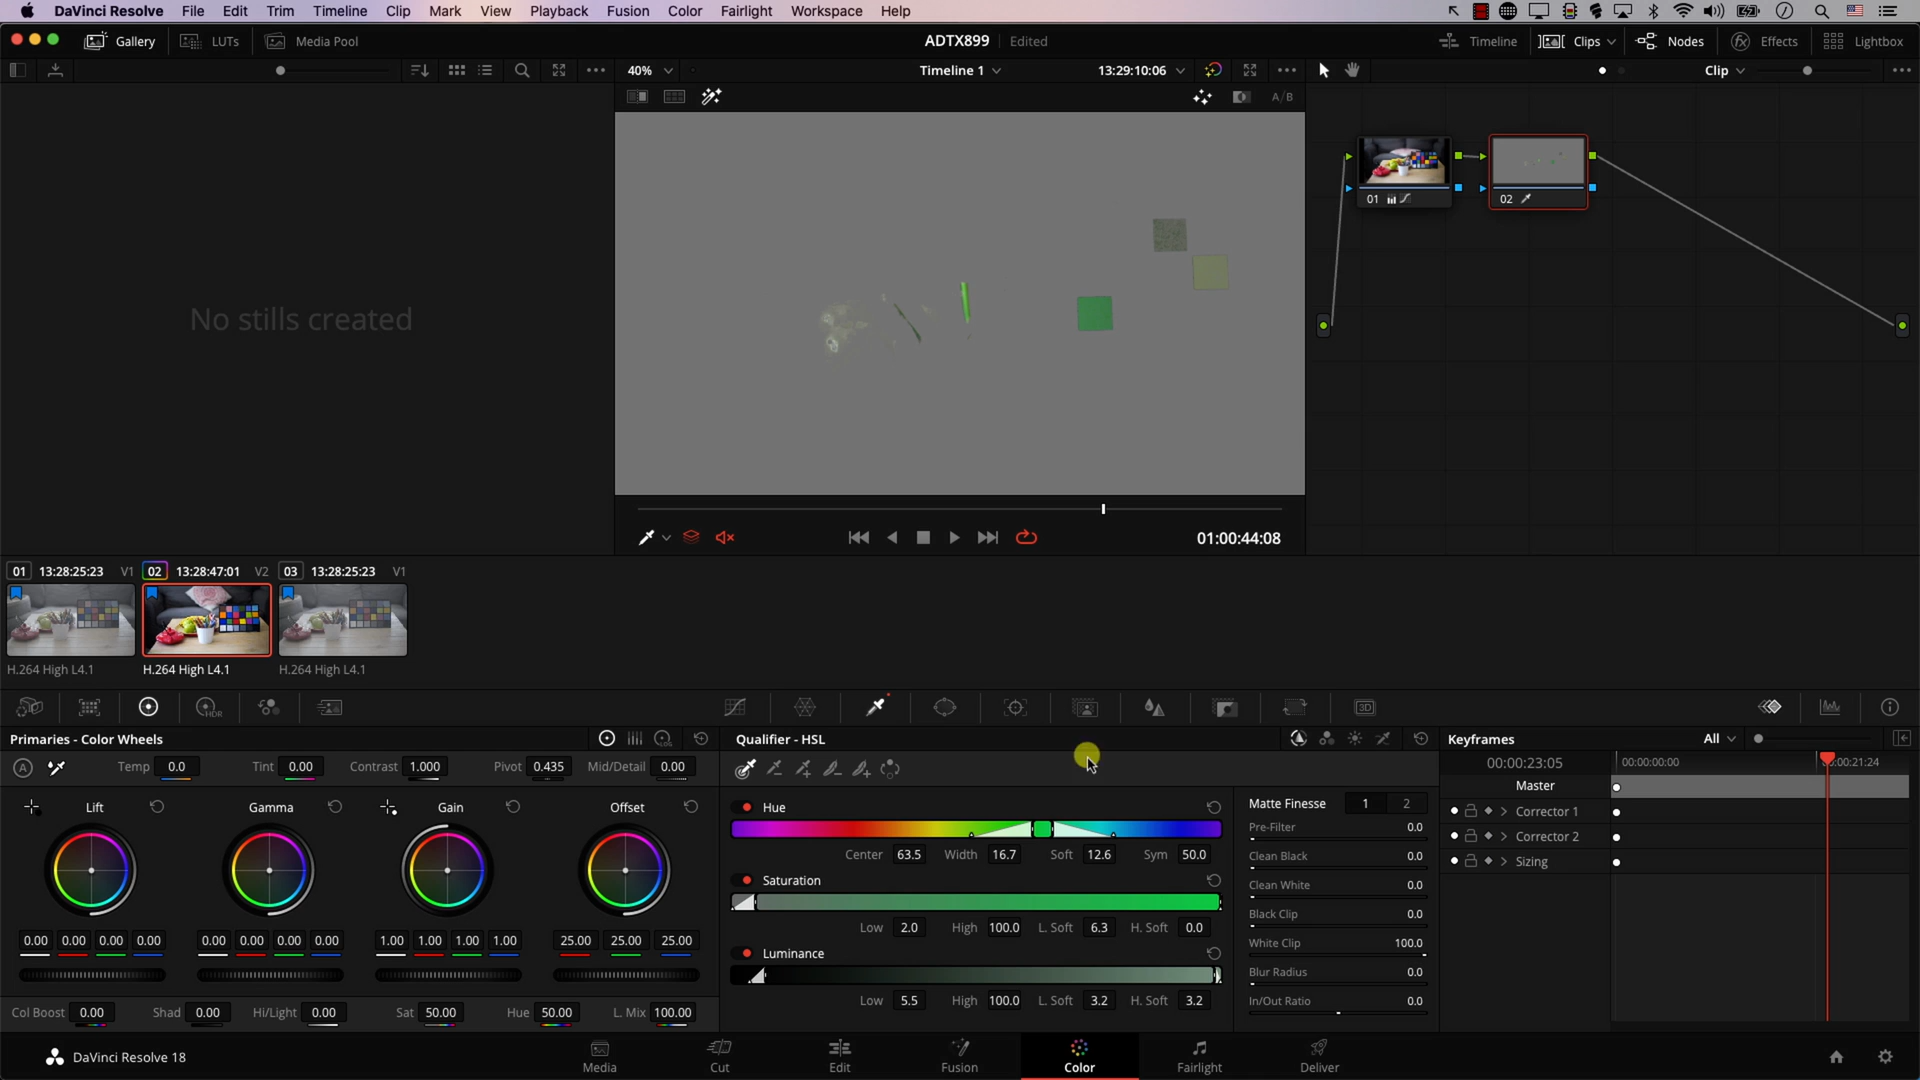 DaVinci Resolve File Edit Trim Timeline Clip Mark View Playback Fusion Color Fairlight Workspace Help
Gallery LUTs Media Pool ADTX899 Edited Timeline Clips Nodes Effects Lightbox
40% Timeline 1 13:29:10:06 Clip
A/B
01 02
No stills created
01:00:44:08
01 13:28:25:23 V1 02 13:28:47:01 V2 03 13:28:25:23 V1
H.264 High L4.1 H.264 High L4.1 H.264 High L4.1
HDR 3D
Primaries - Color Wheels Qualifier - HSL Keyframes All
A Temp 0.0 Tint 0.00 Contrast 1.000 Pivot 0.435 Mid/Detail 0.00
00:00:23:05 00:00:00:00 :00:21:24
Master
Lift Gamma Gain Offset
Hue
Matte Finesse 1 2
Corrector 1
Pre-Filter 0.0
Corrector 2
Center 63.5 Width 16.7 Soft 12.6 Sym 50.0
Clean Black 0.0
Sizing
Saturation
Clean White 0.0
Black Clip 0.0
Low 2.0 High 100.0 L. Soft 6.3 H. Soft 0.0
0.00 0.00 0.00 0.00 0.00 0.00 0.00 0.00 1.00 1.00 1.00 1.00 25.00 25.00 25.00
White Clip 100.0
Luminance
Blur Radius 0.0
Low 5.5 High 100.0 L. Soft 3.2 H. Soft 3.2
In/Out Ratio 0.0
Col Boost 0.00 Shad 0.00 Hi/Light 0.00 Sat 50.00 Hue 50.00 L. Mix 100.00
DaVinci Resolve 18 Media Cut Edit Fusion Color Fairlight Deliver